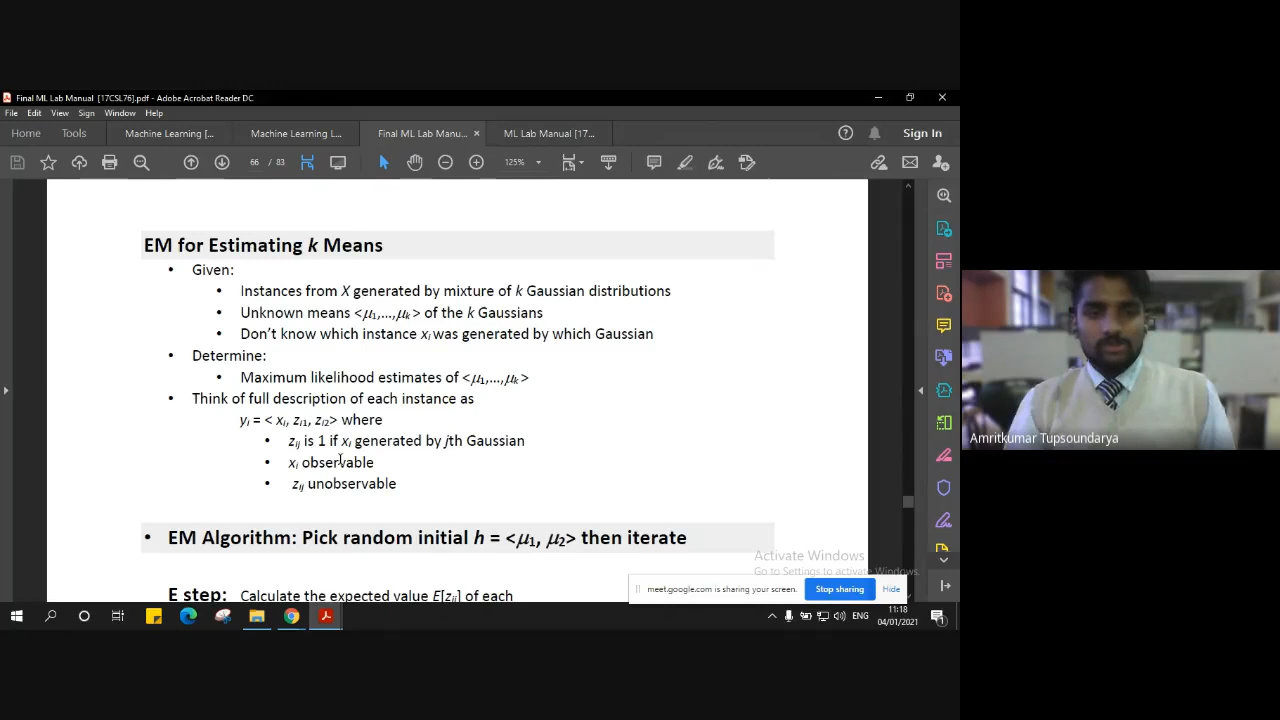 Final ML Lab Manual [17CSL76].pdf - Adobe Acrobat Reader DC
File Edit View Window Help
Home Tools Machine Learning [... Machine Learning L... Final ML Lab Manu... × ML Lab Manual [17... Sign In
66 / 83 125%
EM for Estimating k Means
• Given:
• Instances from X generated by mixture of k Gaussian distributions
• Unknown means <μ1,...,μk > of the k Gaussians
• Don't know which instance xi was generated by which Gaussian
• Determine:
• Maximum likelihood estimates of <μ1,...,μk >
• Think of full description of each instance as
yi = < xi, zi1, zi2> where
• zij is 1 if xi generated by jth Gaussian
• xi observable
• zij unobservable
• EM Algorithm: Pick random initial h = <μ1, μ2> then iterate
E step: Calculate the expected value E[zij] of each
Activate Windows
Go to Settings to activate Windows.
meet.google.com is sharing your screen. Stop sharing Hide
ENG
11:18
04/01/2021
Amritkumar Tupsoundarya